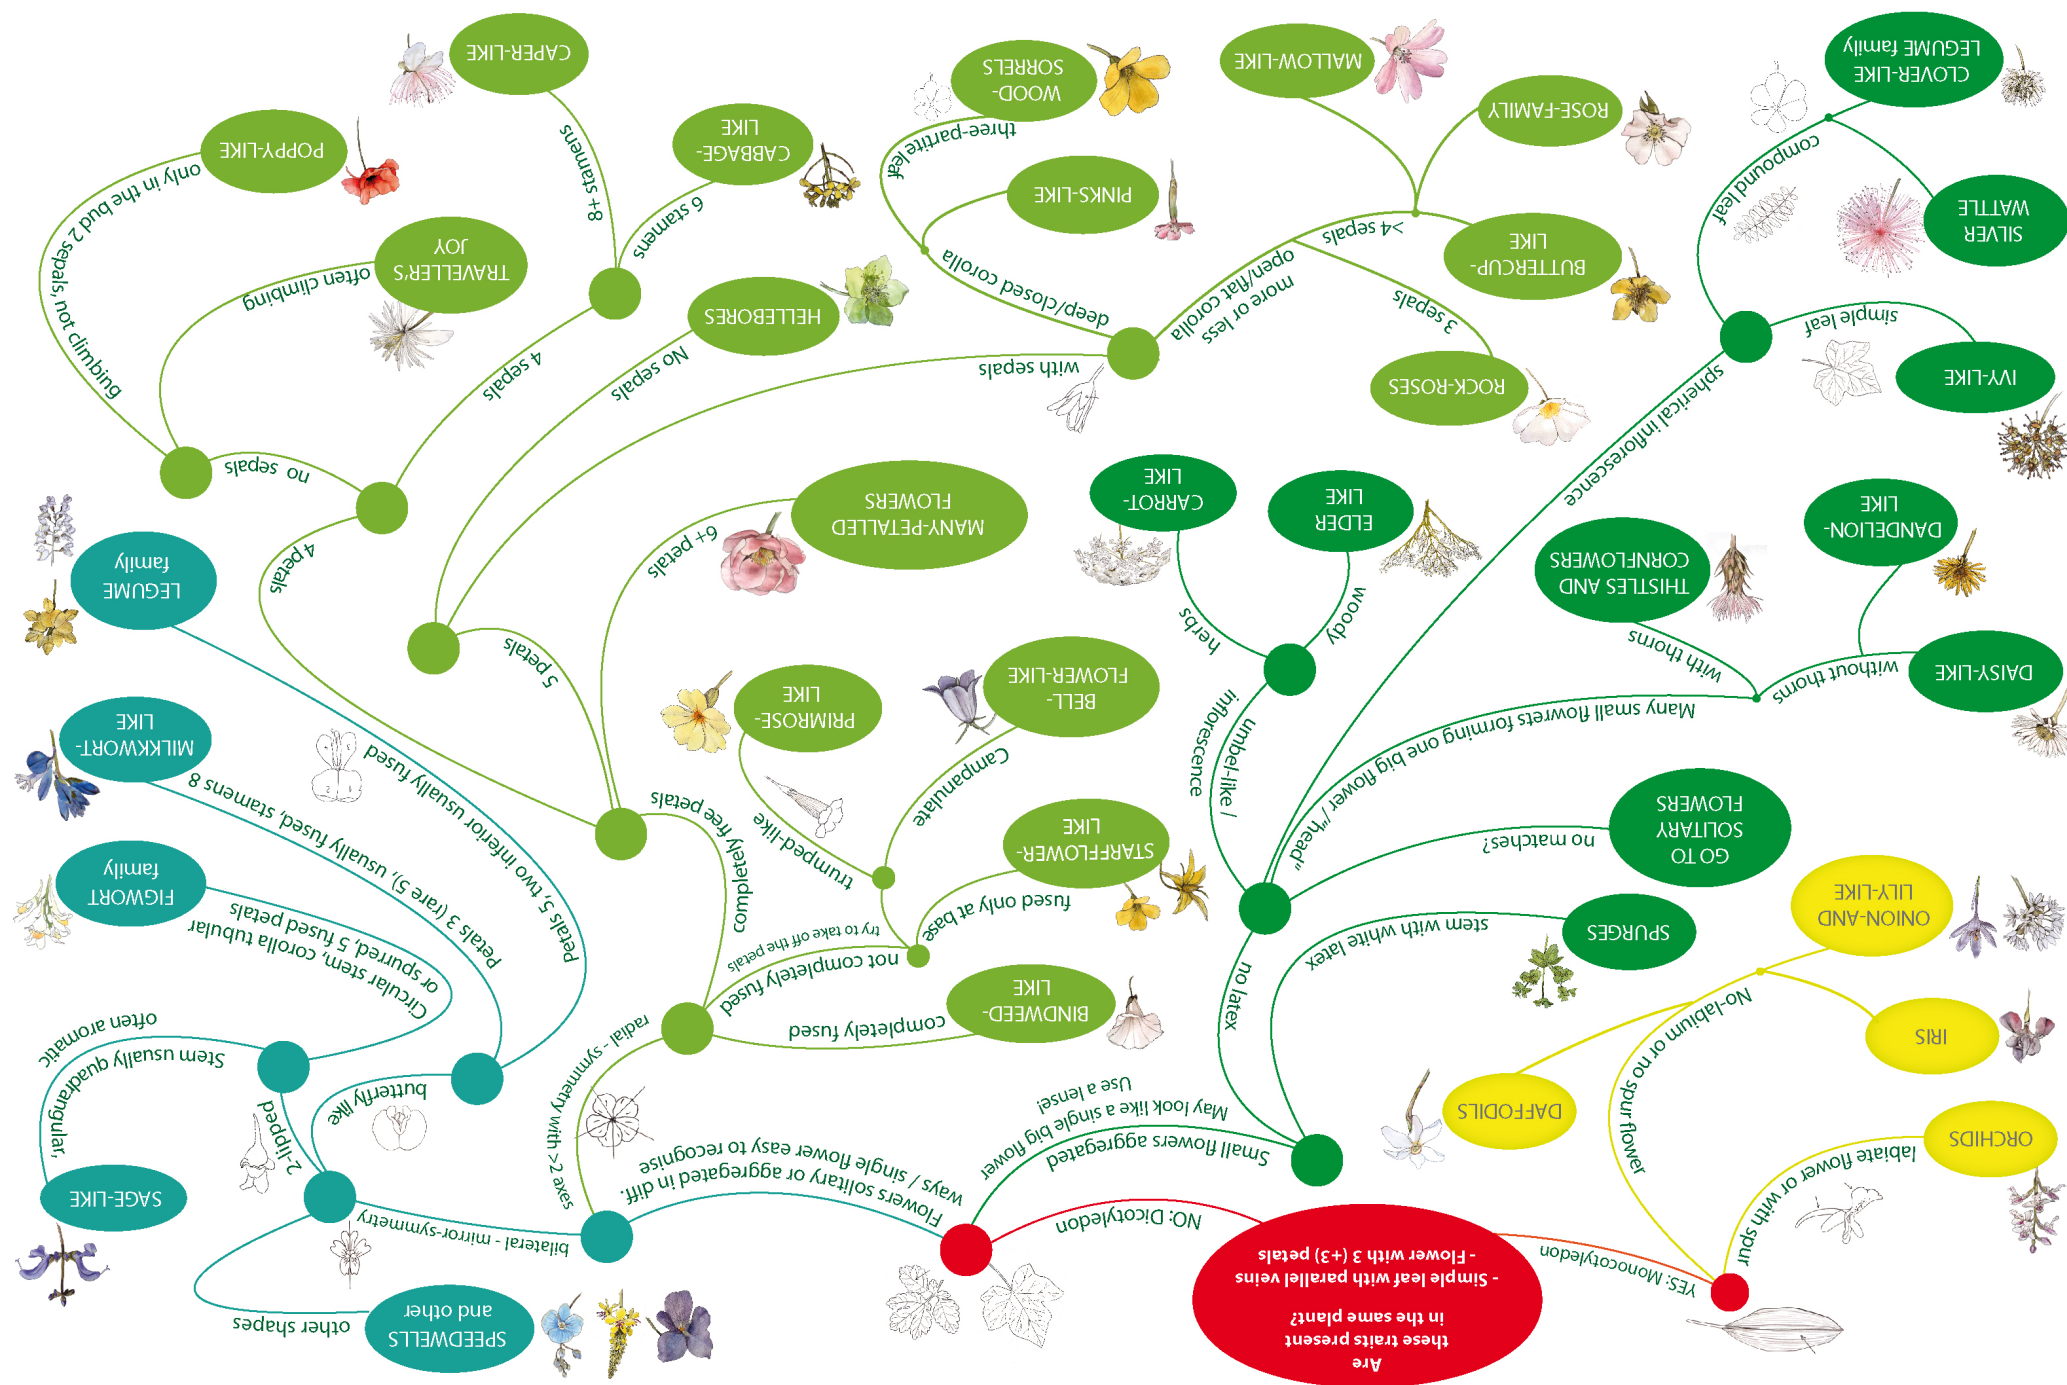 Are
these traits present
in the same plant?
- Simple leaf with parallel veins
- Flower with 3 (+3) petals
YES: Monocotyledon
labiate flower or with spur
ORCHIDS
No-labium or no spur flower
DAFFODILS
IRIS
ONION-AND
LILY-LIKE
NO: Dicotyledon
Small flowers aggregated
May look like a single big flower
Use a lense!
stem with white latex
SPURGES
no latex
no matches?
GO TO
SOLITARY
FLOWERS
Many small flowrets forming one big flower/"head"
without thorns
DAISY-LIKE
DANDELION-
LIKE
with thorns
THISTLES AND
CORNFLOWERS
spherical inflorescence
simple leaf
IVY-LIKE
compound leaf
SILVER
WATTLE
CLOVER-LIKE
LEGUME family
umbel-like /
inflorescence
woody
ELDER
LIKE
herbs
CARROT-
LIKE
Flowers solitary or aggregated in diff.
ways / single flower easy to recognise
radial - symmetry with >2 axes
completely fused
BINDWEED-
LIKE
not completely fused
try to take off the petals
fused only at base
STARFFLOWER-
LIKE
Campanulate
BELL-
FLOWER-LIKE
trumped-like
PRIMROSE-
LIKE
completely free petals
6+ petals
MANY-PETALLED
FLOWERS
5 petals
with sepals
more or less
open/flat corolla
3 sepals
ROCK-ROSES
>4 sepals
BUTTERCUP-
LIKE
ROSE-FAMILY
MALLOW-LIKE
deep/closed corolla
PINKS-LIKE
three-partite leaf
WOOD-
SORRELS
No sepals
HELLEBORES
4 petals
4 sepals
6 stamens
CABBAGE-
LIKE
8+ stamens
CAPER-LIKE
no sepals
often climbing
TRAVELLER'S
JOY
only in the bud 2 sepals, not climbing
POPPY-LIKE
bilateral - mirror-symmetry
other shapes
SPEEDWELLS
and other
2-lipped
Stem usually quadrangular,
often aromatic
SAGE-LIKE
Circular stem, corolla tubular
or spurred, 5 fused petals
FIGWORT
family
butterfly like
Petals 3 (rare 5), usually fused, stamens 8
MILKKWORT-
LIKE
Petals 5, two inferior usually fused
LEGUME
family